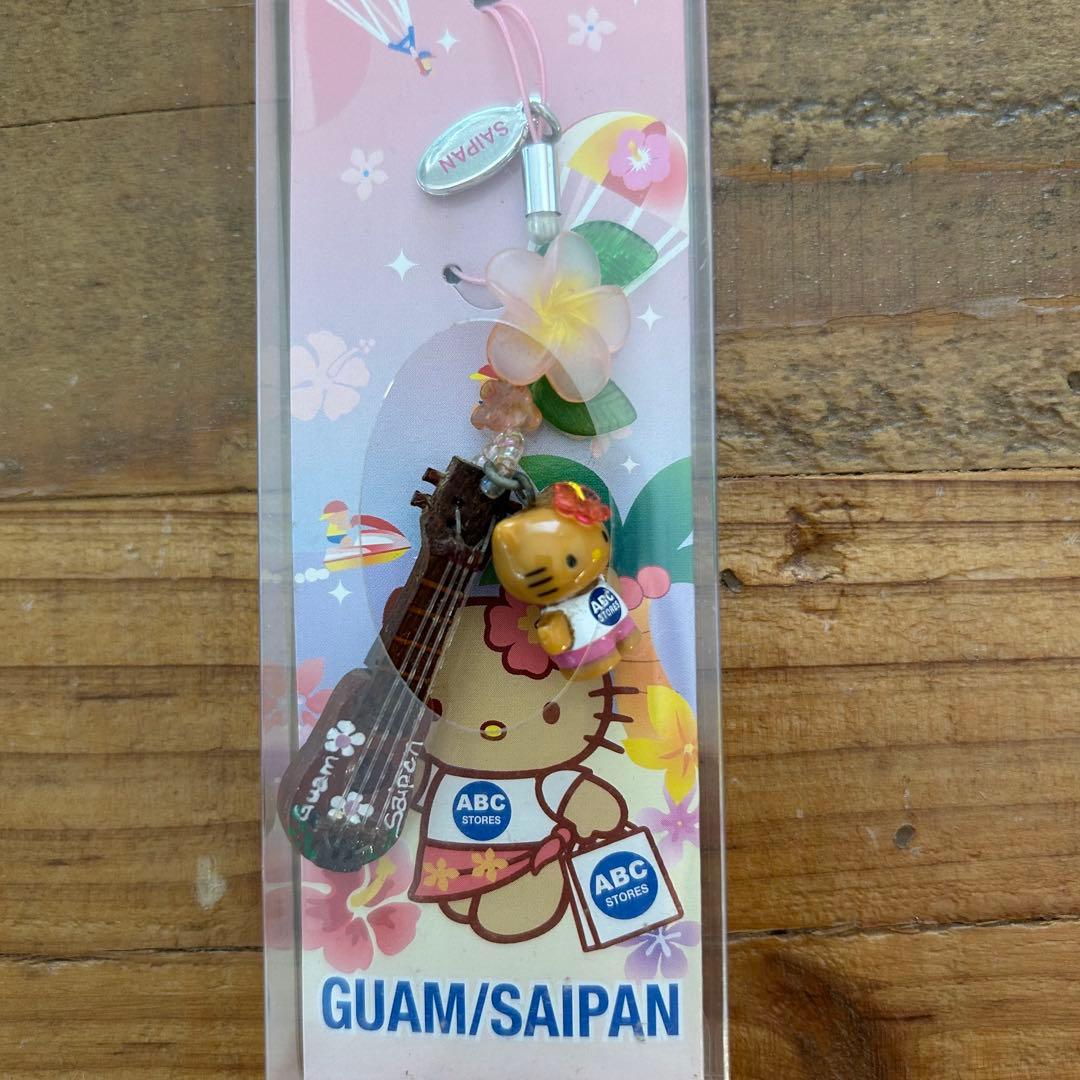 SAIPAN
ABC
STORES
Guam
Saipan
ABC
STORES
ABC
STORES
GUAM/SAIPAN